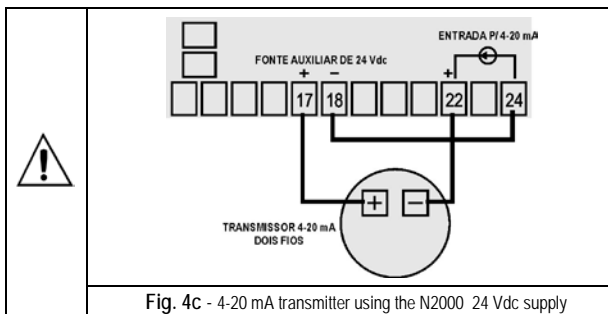 ENTRADA P/ 4-20 mA
FONTE AUXILIAR DE 24 Vdc
+ − +
17 18 22 24
+ −
TRANSMISSOR 4-20 mA
DOIS FIOS
!
Fig. 4c - 4-20 mA transmitter using the N2000 24 Vdc supply